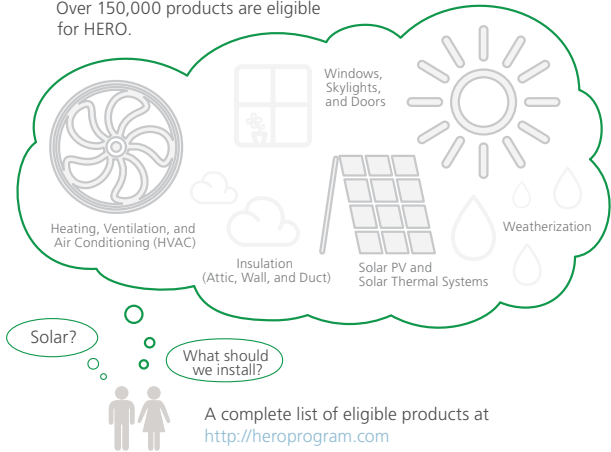 Over 150,000 products are eligible
for HERO.
Windows,
Skylights,
and Doors
Heating, Ventilation, and
Air Conditioning (HVAC)
Insulation
(Attic, Wall, and Duct)
Solar PV and
Solar Thermal Systems
Weatherization
Solar?
What should
we install?
A complete list of eligible products at
http://heroprogram.com